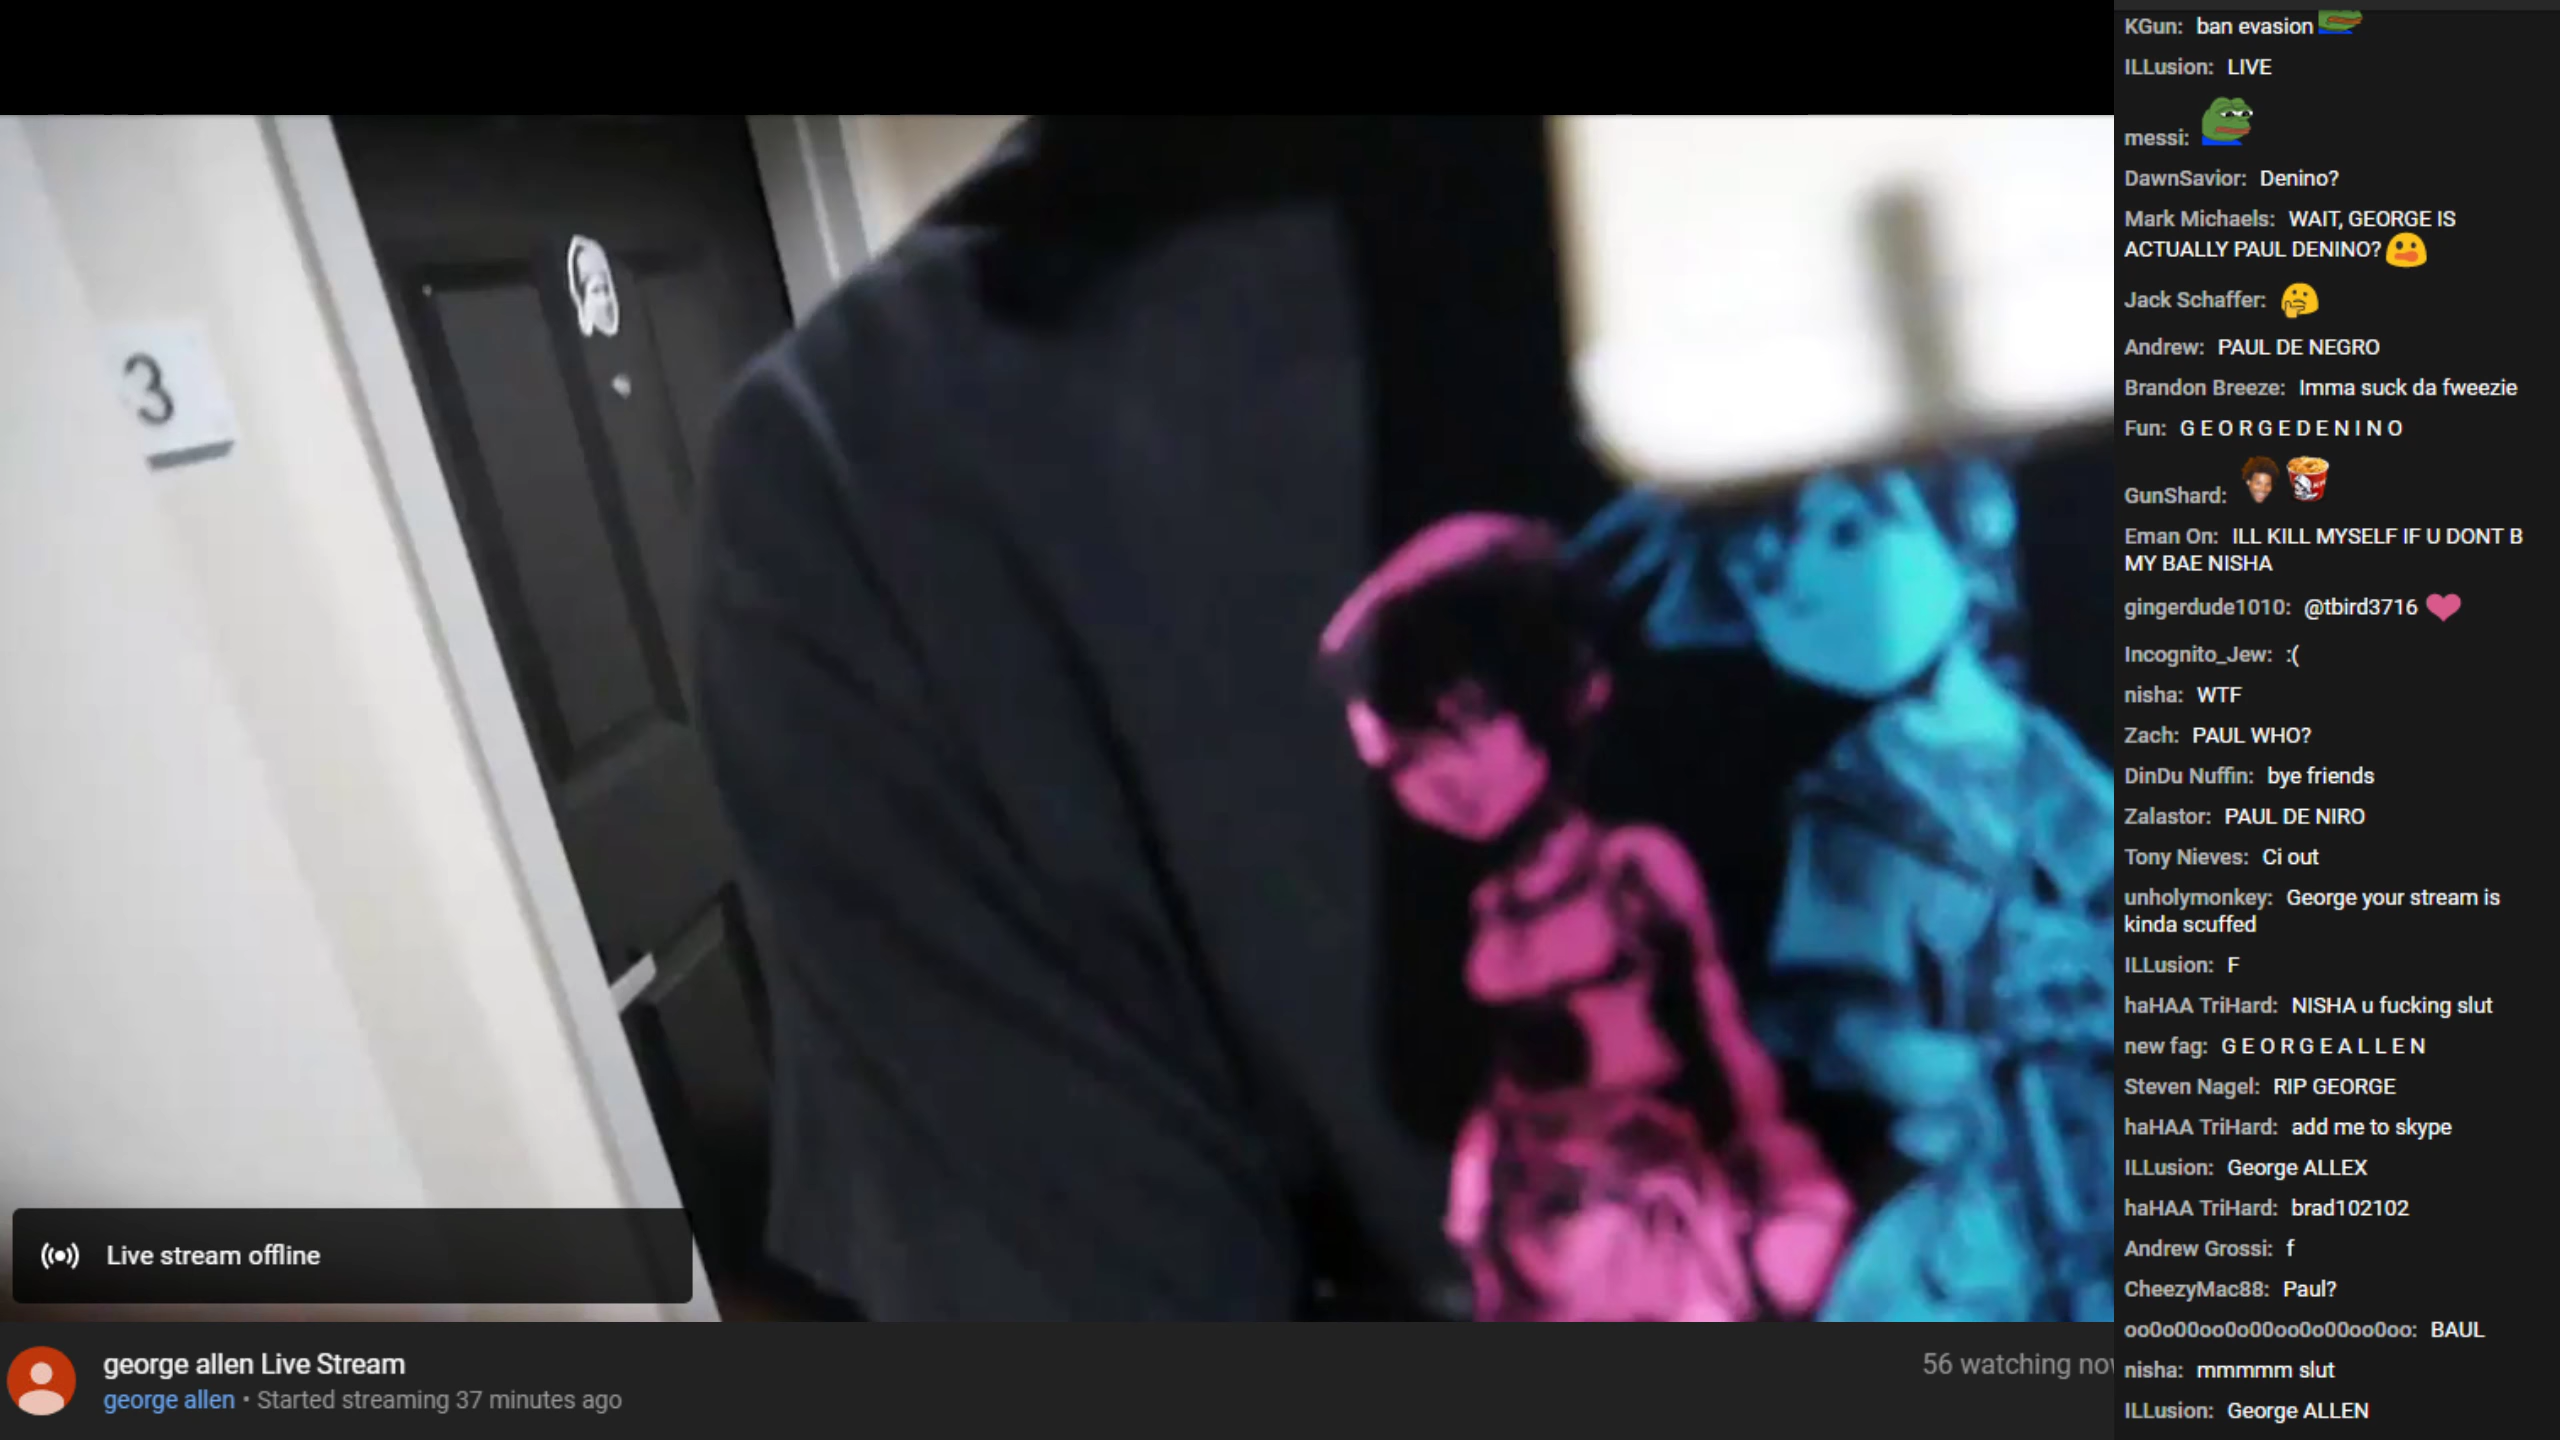 3
Live stream offline
george allen Live Stream
george allen • Started streaming 37 minutes ago
56 watching now
KGun: ban evasion
ILLusion: LIVE
messi:
DawnSavior: Denino?
Mark Michaels: WAIT, GEORGE IS
ACTUALLY PAUL DENINO?
Jack Schaffer:
Andrew: PAUL DE NEGRO
Brandon Breeze: Imma suck da fweezie
Fun: G E O R G E D E N I N O
GunShard:
Eman On: ILL KILL MYSELF IF U DONT B
MY BAE NISHA
gingerdude1010: @tbird3716
Incognito_Jew: :(
nisha: WTF
Zach: PAUL WHO?
DinDu Nuffin: bye friends
Zalastor: PAUL DE NIRO
Tony Nieves: Ci out
unholymonkey: George your stream is
kinda scuffed
ILLusion: F
haHAA TriHard: NISHA u fucking slut
new fag: G E O R G E A L L E N
Steven Nagel: RIP GEORGE
haHAA TriHard: add me to skype
ILLusion: George ALLEX
haHAA TriHard: brad102102
Andrew Grossi: f
CheezyMac88: Paul?
oo0o00oo0o00oo0o00oo0oo: BAUL
nisha: mmmmm slut
ILLusion: George ALLEN